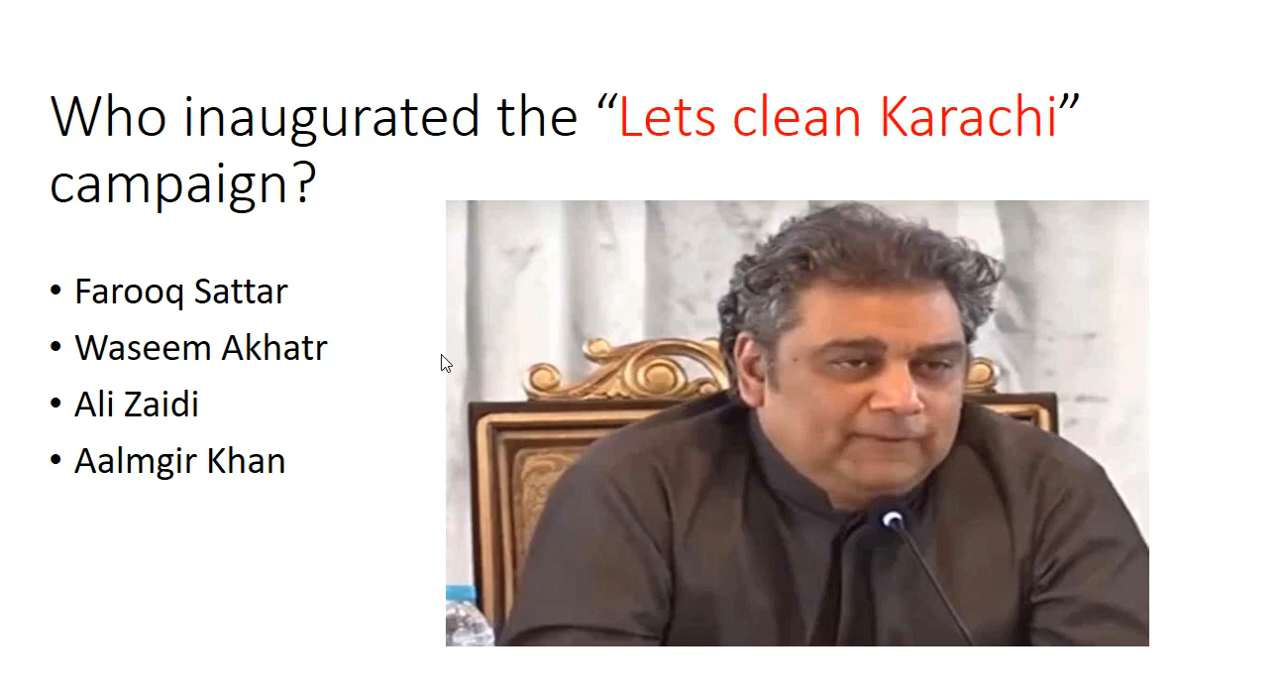 Who inaugurated the “Lets clean Karachi”
campaign?
• Farooq Sattar
• Waseem Akhatr
• Ali Zaidi
• Aalmgir Khan